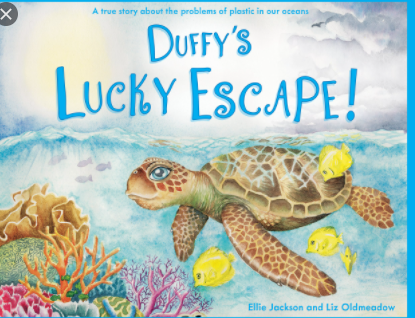 A true story about the problems of plastic in our oceans
DUFFY'S
LUCKY ESCAPE!
Ellie Jackson and Liz Oldmeadow